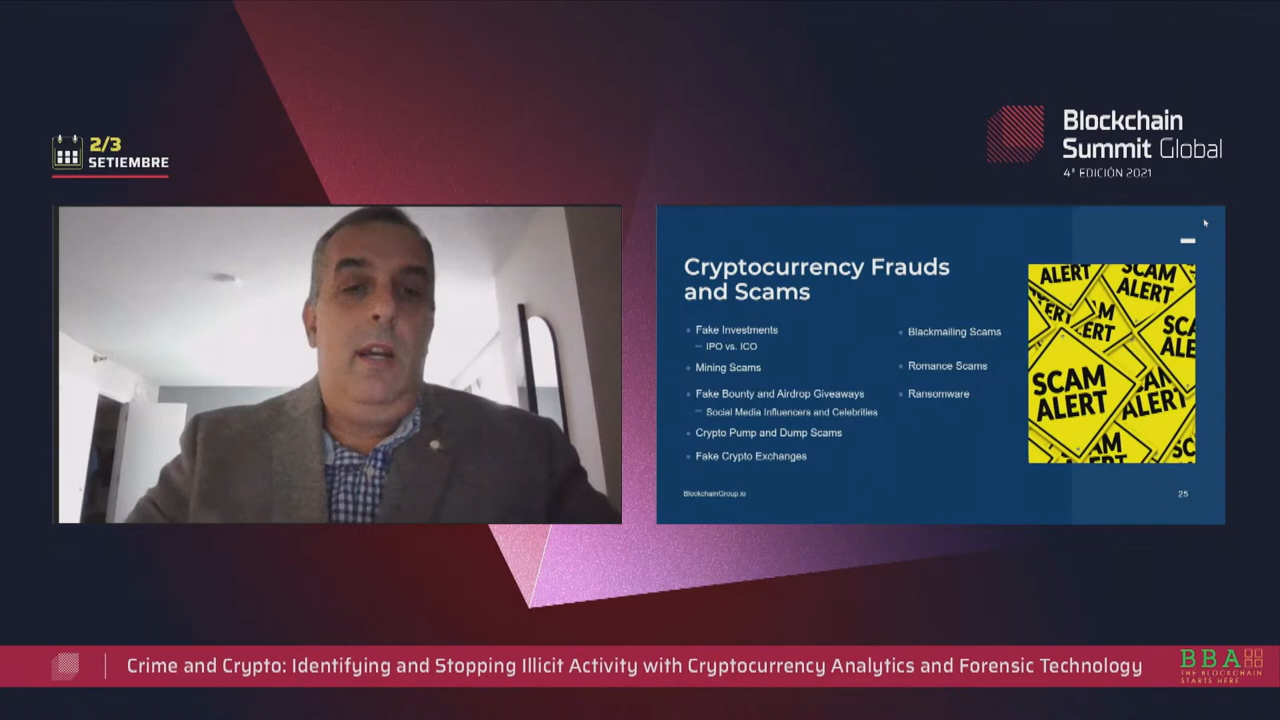 2/3
SETIEMBRE
Blockchain
Summit Global
4ª EDICIÓN 2021
Cryptocurrency Frauds
and Scams
Fake Investments
IPO vs. ICO
Mining Scams
Fake Bounty and Airdrop Giveaways
Social Media Influencers and Celebrities
Crypto Pump and Dump Scams
Fake Crypto Exchanges
Blackmailing Scams
Romance Scams
Ransomware
ALERT
SCAM
ALERT
SCAM
ALERT
ALERT
BlockchainGroup.io
25
Crime and Crypto: Identifying and Stopping Illicit Activity with Cryptocurrency Analytics and Forensic Technology
BBA
THE BLOCKCHAIN
STARTS HERE